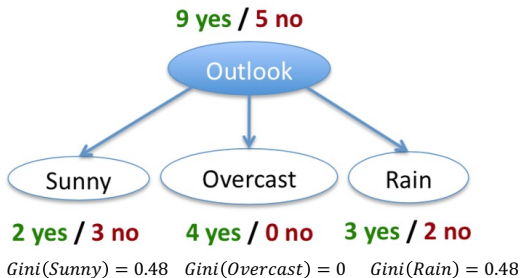 9 yes / 5 no
Outlook
Sunny Overcast Rain
2 yes / 3 no 4 yes / 0 no 3 yes / 2 no
Gini(Sunny) = 0.48 Gini(Overcast) = 0 Gini(Rain) = 0.48